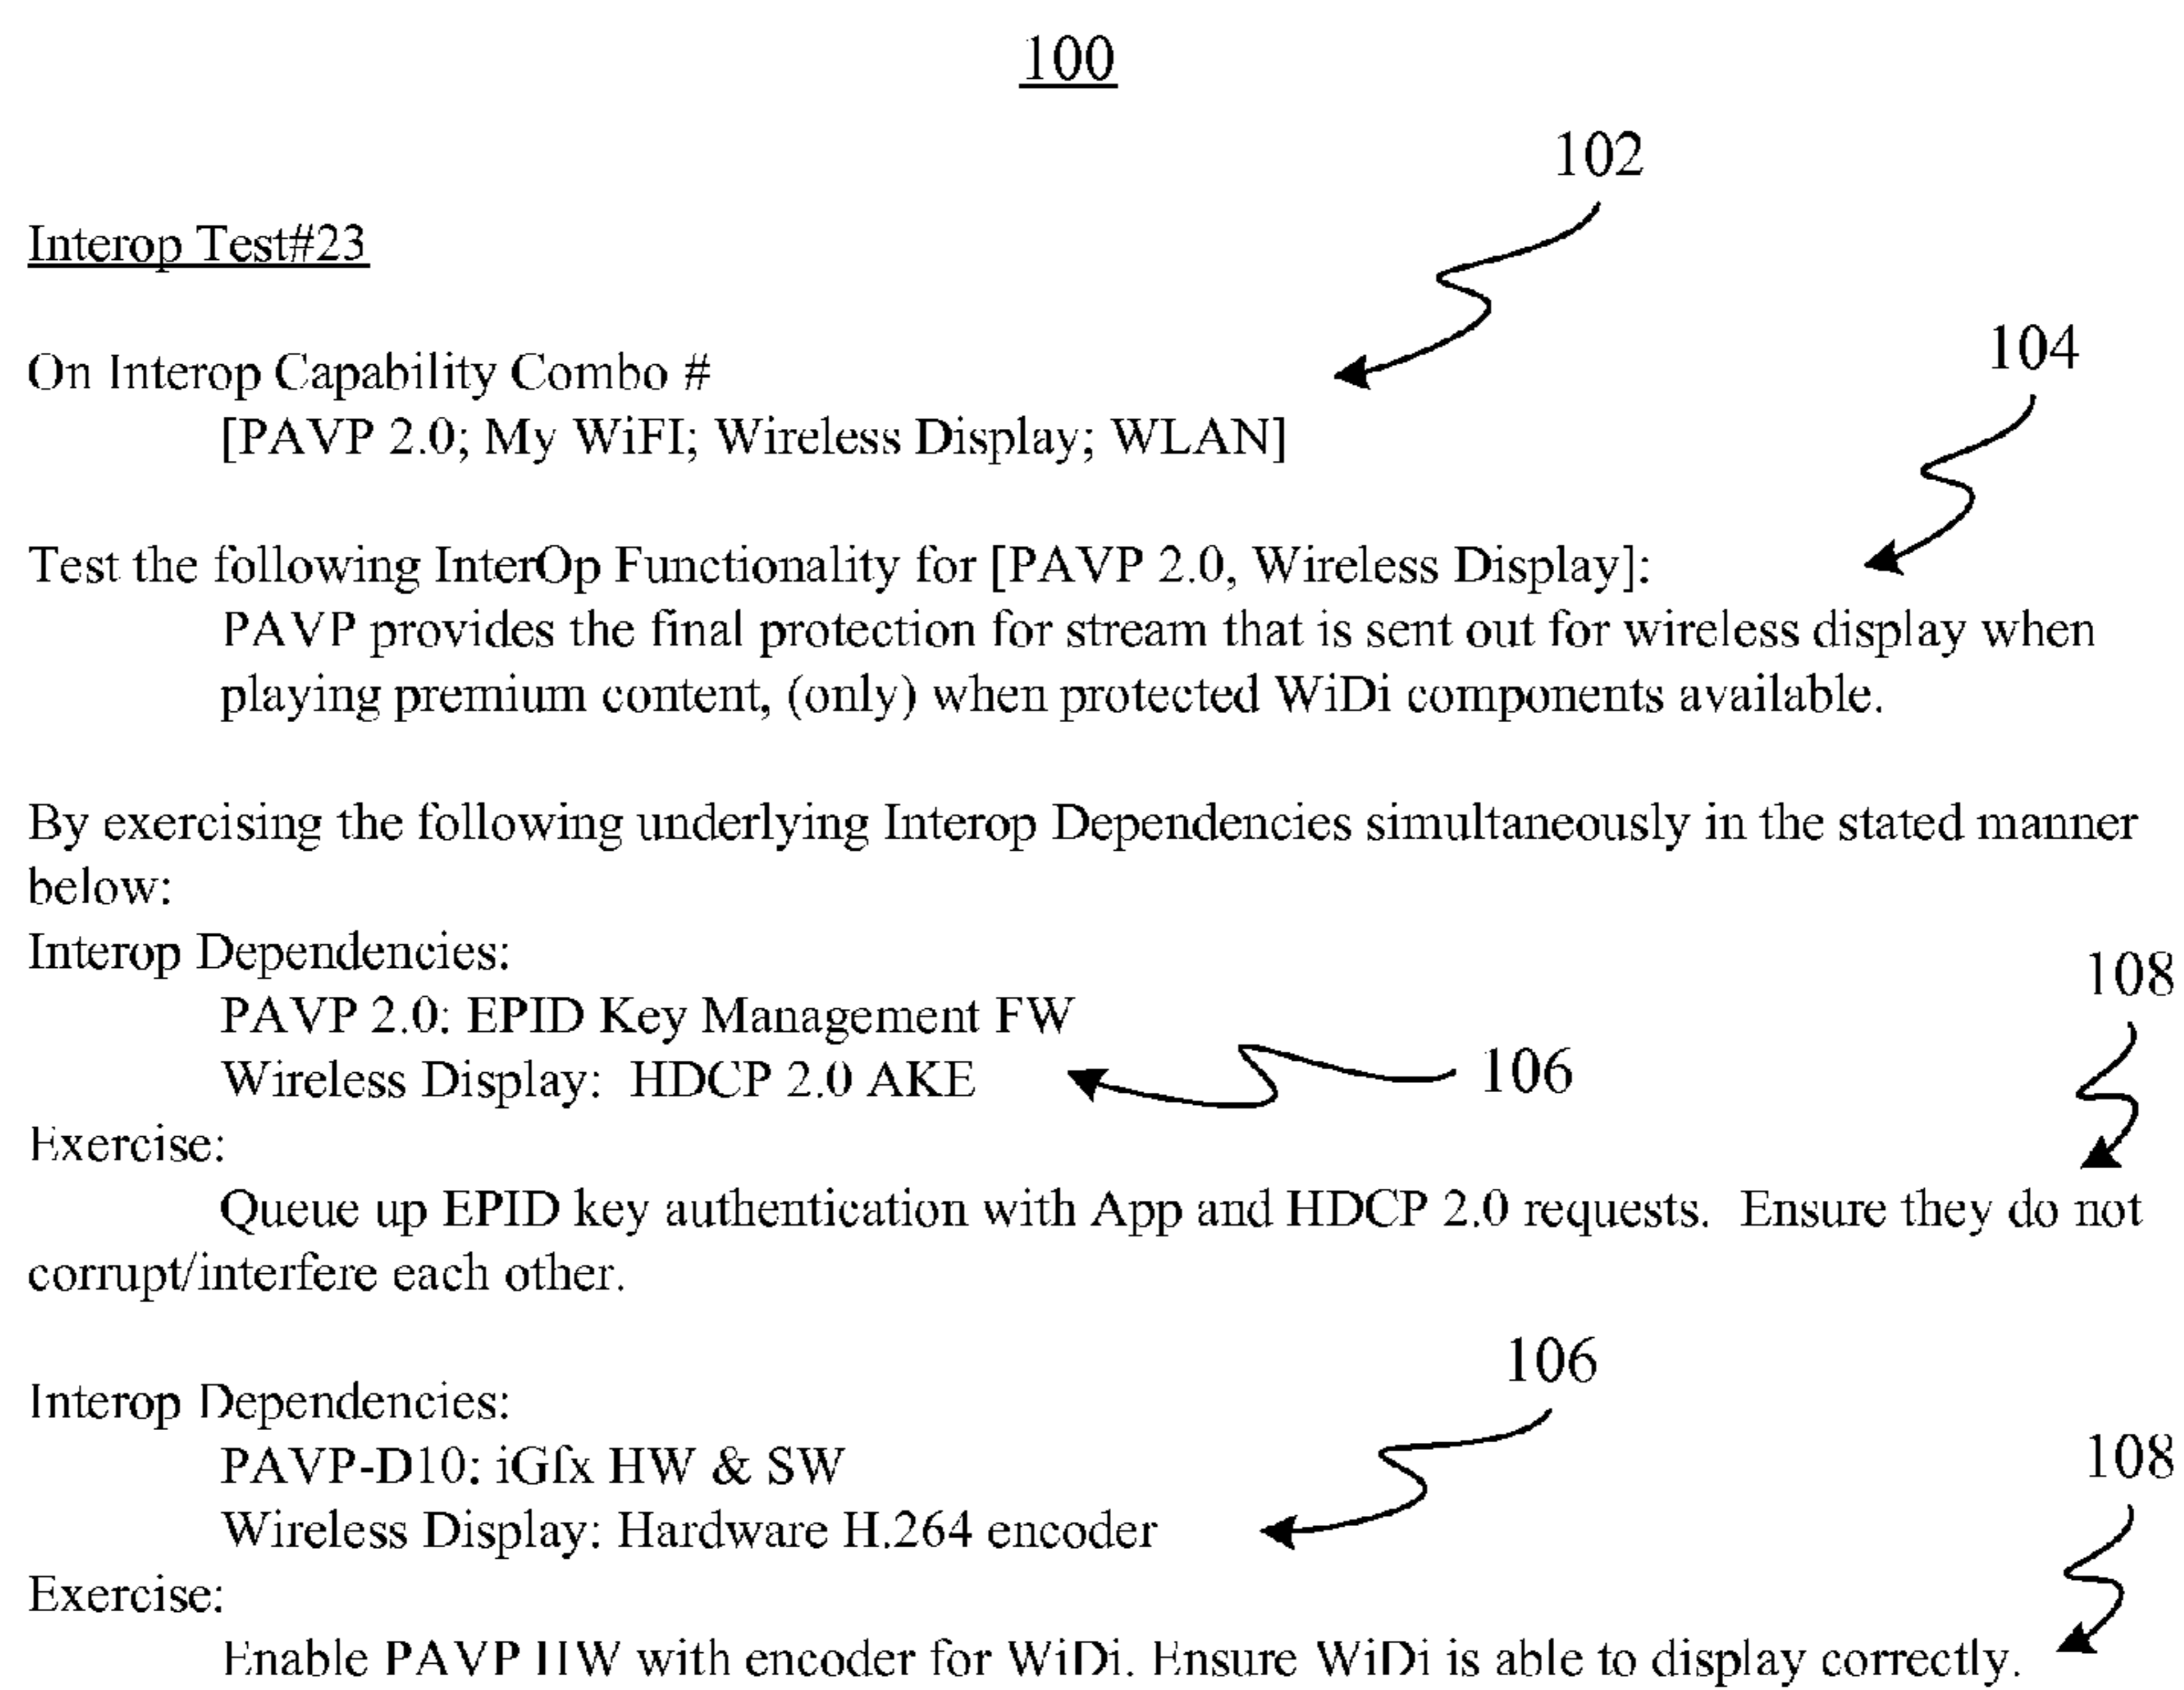 100
102
Interop Test#23
104
On Interop Capability Combo #
[PAVP 2.0; My WiFI; Wireless Display; WLAN]
Test the following InterOp Functionality for [PAVP 2.0, Wireless Display]:
PAVP provides the final protection for stream that is sent out for wireless display when
playing premium content, (only) when protected WiDi components available.
By exercising the following underlying Interop Dependencies simultaneously in the stated manner
below:
Interop Dependencies:
108
PAVP 2.0: EPID Key Management FW
Wireless Display: HDCP 2.0 AKE
106
Exercise:
Queue up EPID key authentication with App and HDCP 2.0 requests. Ensure they do not
corrupt/interfere each other.
106
Interop Dependencies:
108
PAVP-D10: iGfx HW & SW
Wireless Display: Hardware H.264 encoder
Exercise:
Enable PAVP HW with encoder for WiDi. Ensure WiDi is able to display correctly.